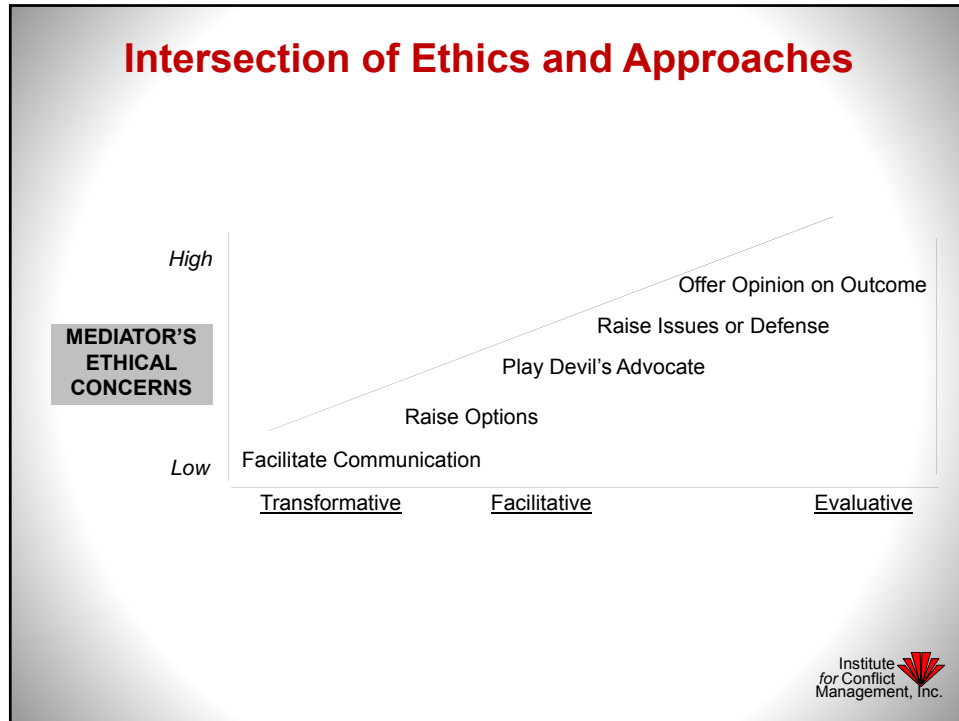 Intersection of Ethics and Approaches
High
Offer Opinion on Outcome
Raise Issues or Defense
MEDIATOR’S
ETHICAL
CONCERNS
Play Devil’s Advocate
Raise Options
Low
Facilitate Communication
Transformative
Facilitative
Evaluative
Institute
for Conflict
Management, Inc.